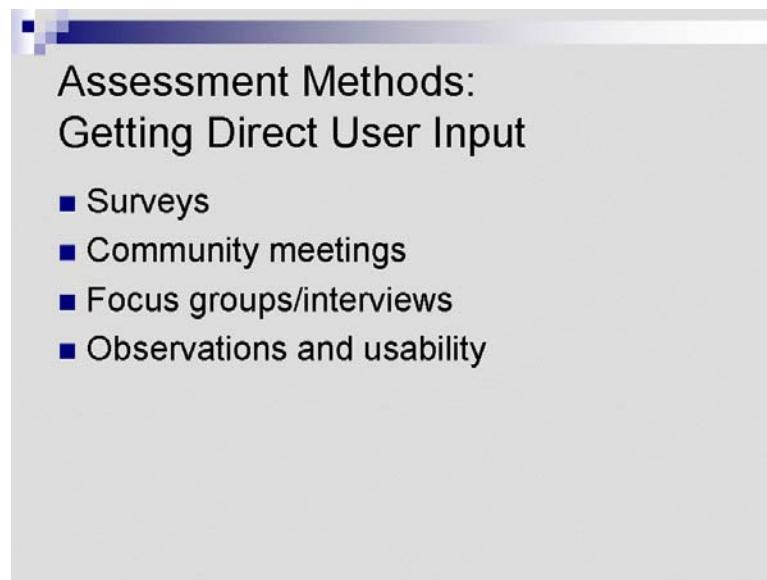 Assessment Methods:
Getting Direct User Input
Surveys
Community meetings
Focus groups/interviews
Observations and usability